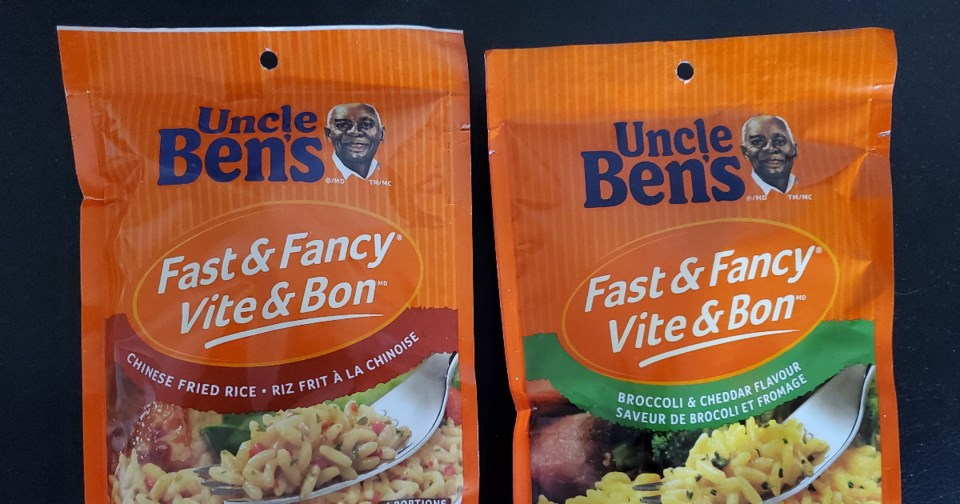 Uncle
Ben's
®/MD TM/MC
Fast & Fancy®
Vite & Bon MD
CHINESE FRIED RICE • RIZ FRIT À LA CHINOISE
PORTIONS
Uncle
Ben's
®/MD TM/MC
Fast & Fancy®
Vite & Bon MD
BROCCOLI & CHEDDAR FLAVOUR
SAVEUR DE BROCOLI ET FROMAGE